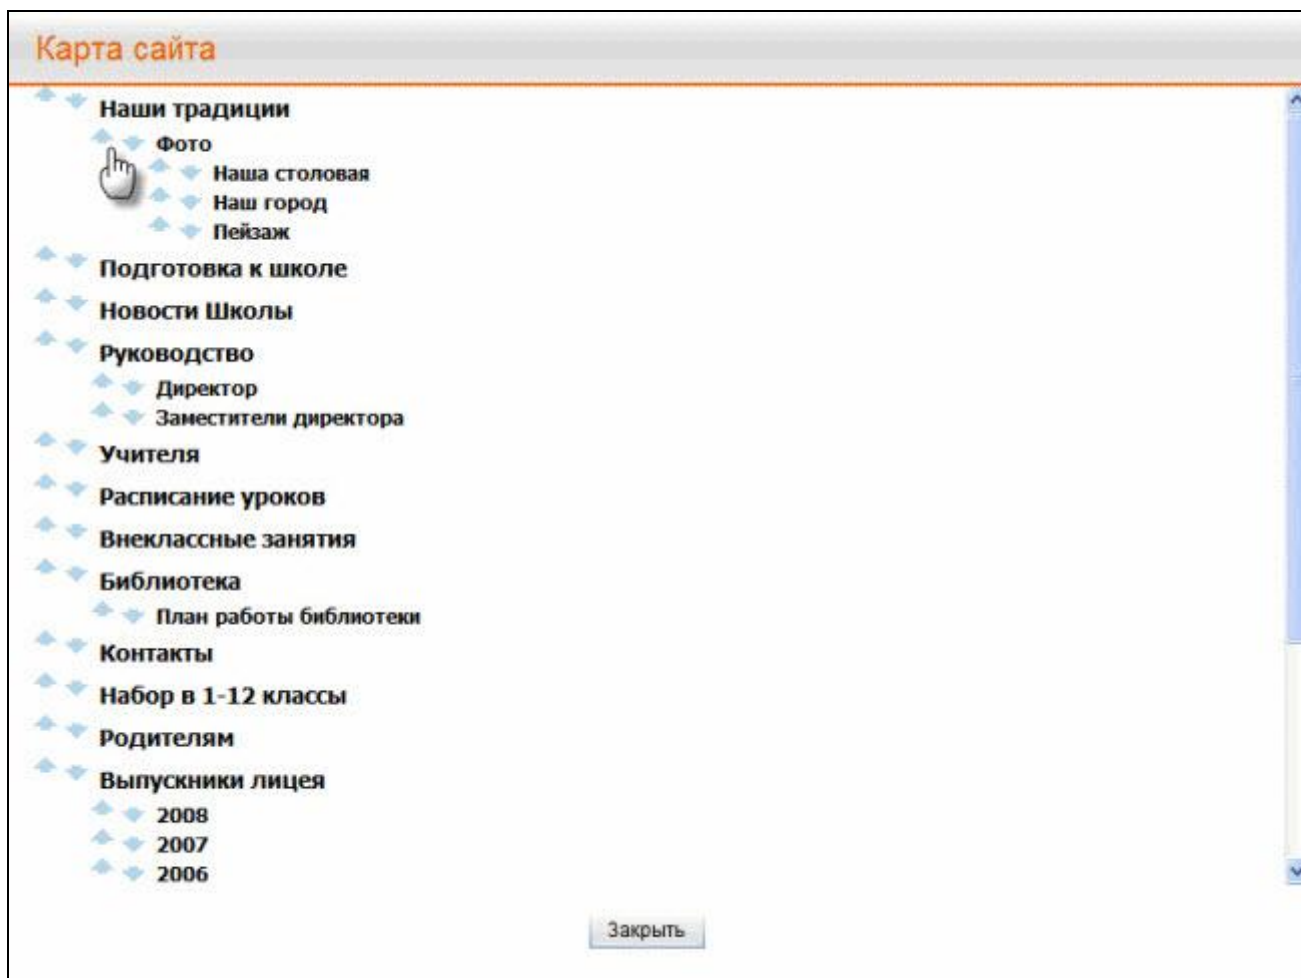 Карта сайта
Наши традиции
Фото
Наша столовая
Наш город
Пейзаж
Подготовка к школе
Новости Школы
Руководство
Директор
Заместители директора
Учителя
Расписание уроков
Внеклассные занятия
Библиотека
План работы библиотеки
Контакты
Набор в 1-12 классы
Родителям
Выпускники лицея
2008
2007
2006
Закрыть